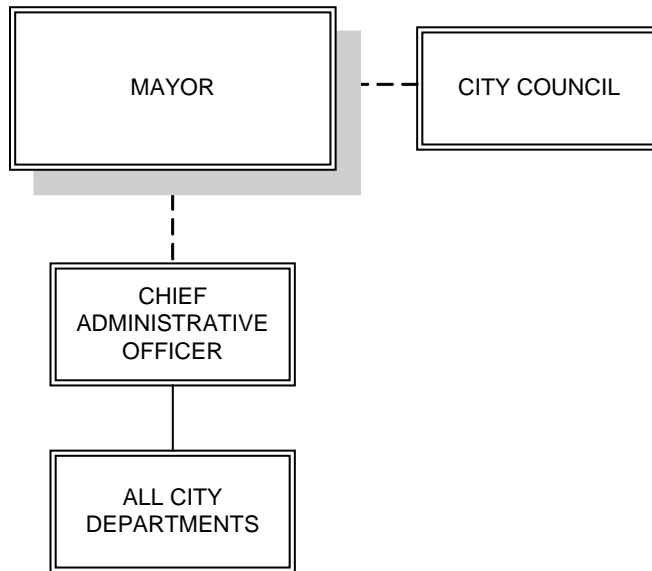 MAYOR
CITY COUNCIL
CHIEF
ADMINISTRATIVE
OFFICER
ALL CITY
DEPARTMENTS